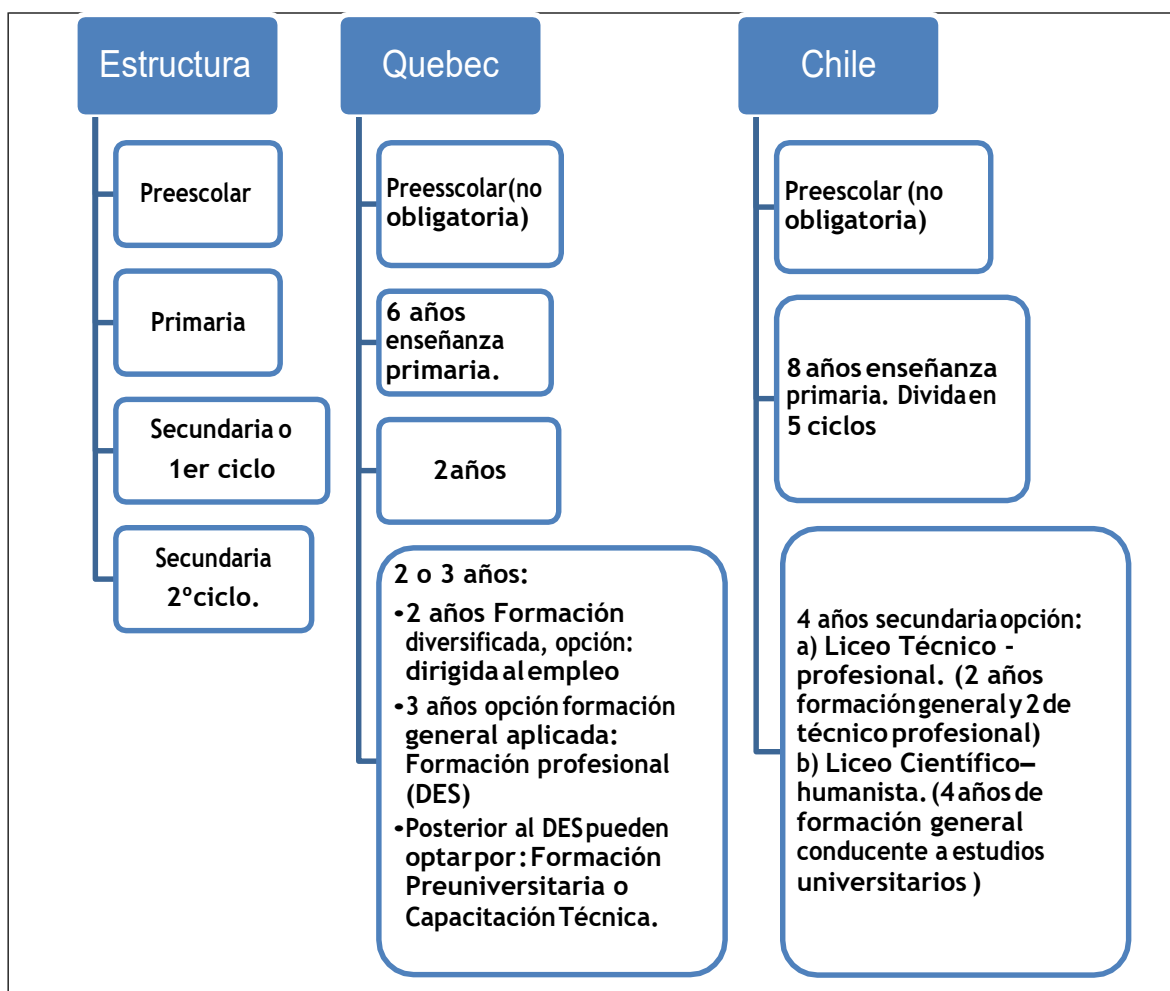 Estructura
Preescolar
Primaria
Secundaria o
1er ciclo
Secundaria
2º ciclo.
Quebec
Preesscolar (no
obligatoria)
6 años
enseñanza
primaria.
2 años
2 o 3 años:
•2 años Formación
diversificada, opción:
dirigida al empleo
•3 años opción formación
general aplicada:
Formación profesional
(DES)
•Posterior al DES pueden
optar por: Formación
Preuniversitaria o
Capacitación Técnica.
Chile
Preescolar (no
obligatoria)
8 años enseñanza
primaria. Divida en
5 ciclos
4 años secundaria opción:
a) Liceo Técnico -
profesional. (2 años
formación general y 2 de
técnico profesional)
b) Liceo Científico–
humanista. (4 años de
formación general
conducente a estudios
universitarios )